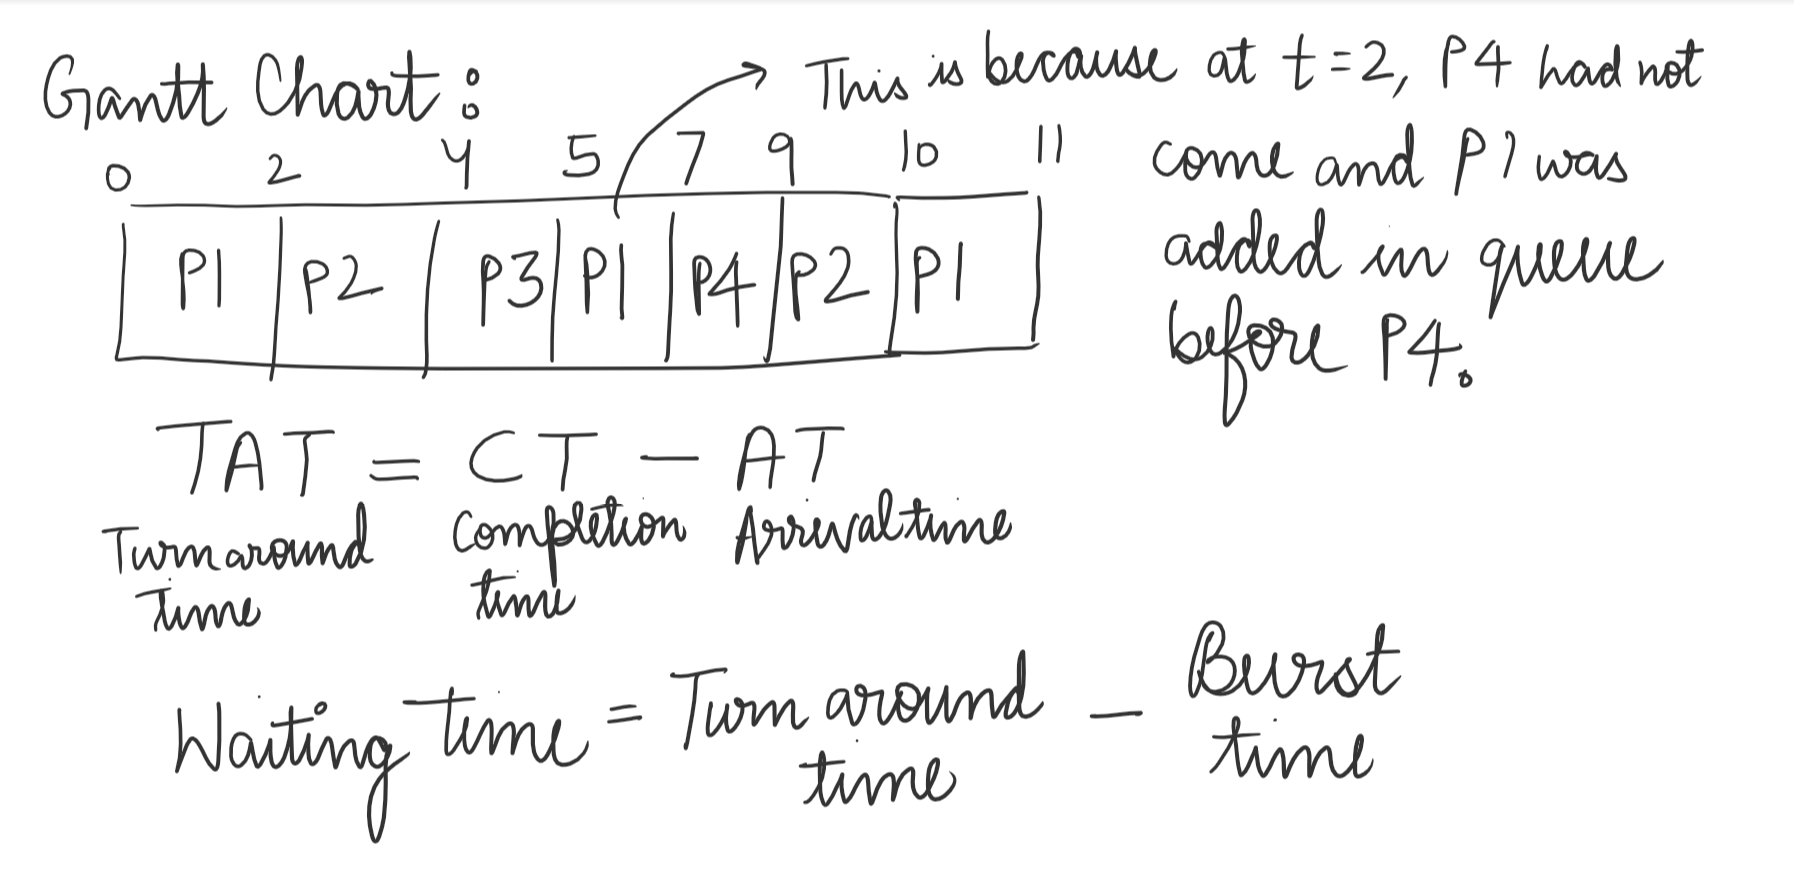 Gantt Chart :
This is because at t=2, P4 had not
come and P1 was
added in queue
before P4.
0 2 4 5 7 9 10 11
P1 P2 P3 P1 P4 P2 P1
TAT = CT - AT
Turnaround Completion Arrival time
Time time
Waiting time = Turn around - Burst
time time